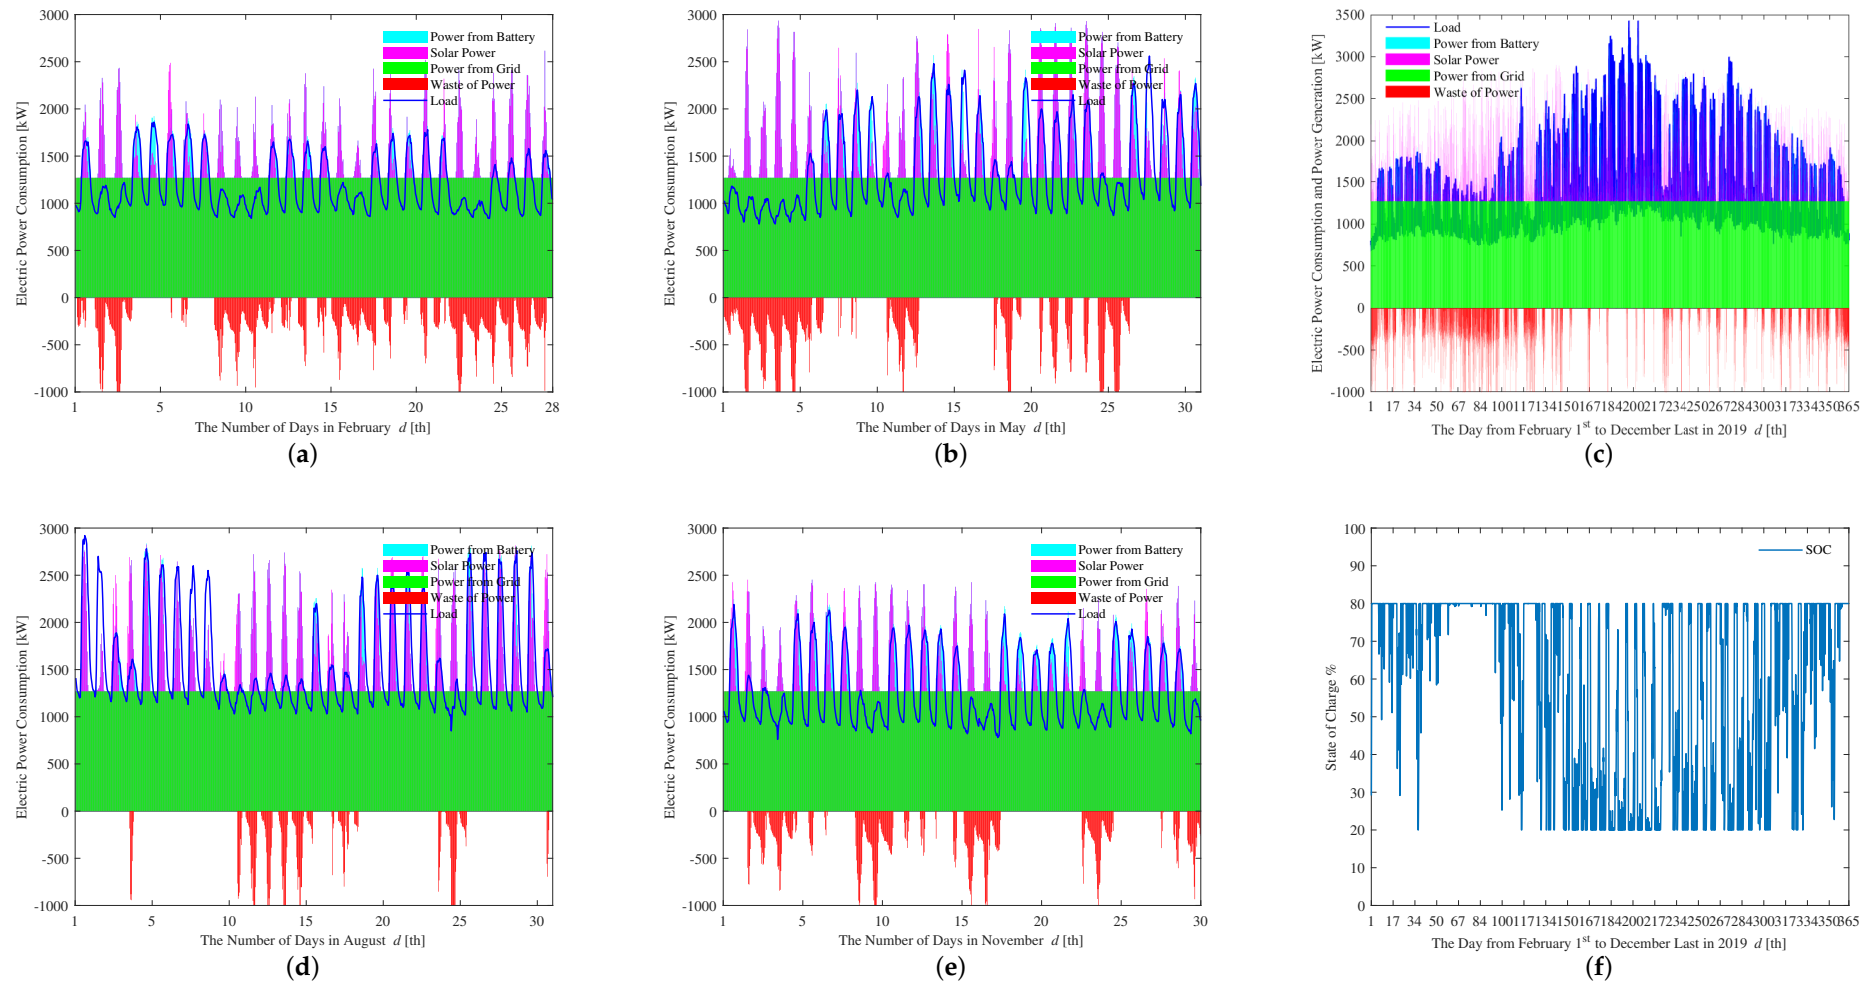 3000
2500
2000
1500
1000
500
0
-500
-1000
Electric Power Consumption [kW]
Power from Battery
Solar Power
Power from Grid
Waste of Power
Load
1
5
10
15
20
25
28
The Number of Days in February d [th]
(a)
3000
2500
2000
1500
1000
500
0
-500
-1000
Electric Power Consumption [kW]
Power from Battery
Solar Power
Power from Grid
Waste of Power
Load
1
5
10
15
20
25
30
The Number of Days in May d [th]
(b)
3500
3000
2500
2000
1500
1000
500
0
-500
-1000
Electric Power Consumption and Power Generation [kW]
Load
Power from Battery
Solar Power
Power from Grid
Waste of Power
1 17 34 50 67 84 100117134150167184200217234250267284300317334350365
The Day from February 1st to December Last in 2019 d [th]
(c)
3000
2500
2000
1500
1000
500
0
-500
-1000
Electric Power Consumption [kW]
Power from Battery
Solar Power
Power from Grid
Waste of Power
Load
1
5
10
15
20
25
30
The Number of Days in August d [th]
(d)
3000
2500
2000
1500
1000
500
0
-500
-1000
Electric Power Consumption [kW]
Power from Battery
Solar Power
Power from Grid
Waste of Power
Load
1
5
10
15
20
25
30
The Number of Days in November d [th]
(e)
100
90
80
70
60
50
40
30
20
10
0
State of Charge %
SOC
1 17 34 50 67 84 100117134150167184200217234250267284300317334350365
The Day from February 1st to December Last in 2019 d [th]
(f)